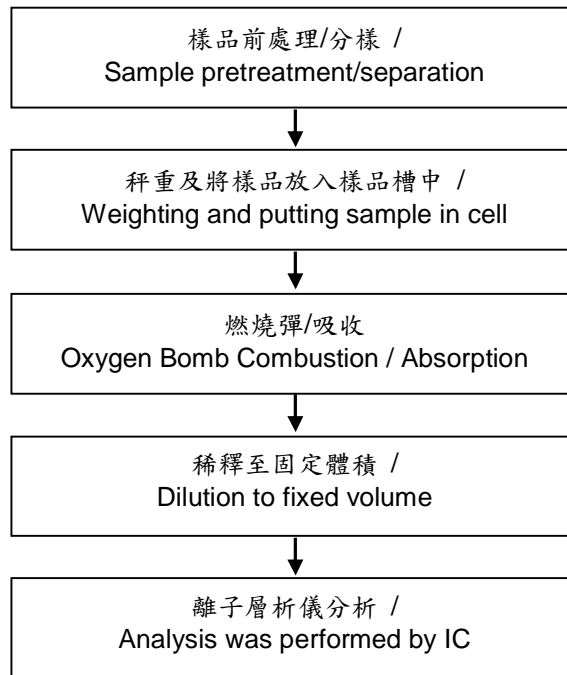 樣品前處理/分樣 /
Sample pretreatment/separation
秤重及將樣品放入樣品槽中 /
Weighting and putting sample in cell
燃燒彈/吸收
Oxygen Bomb Combustion / Absorption
稀釋至固定體積 /
Dilution to fixed volume
離子層析儀分析 /
Analysis was performed by IC